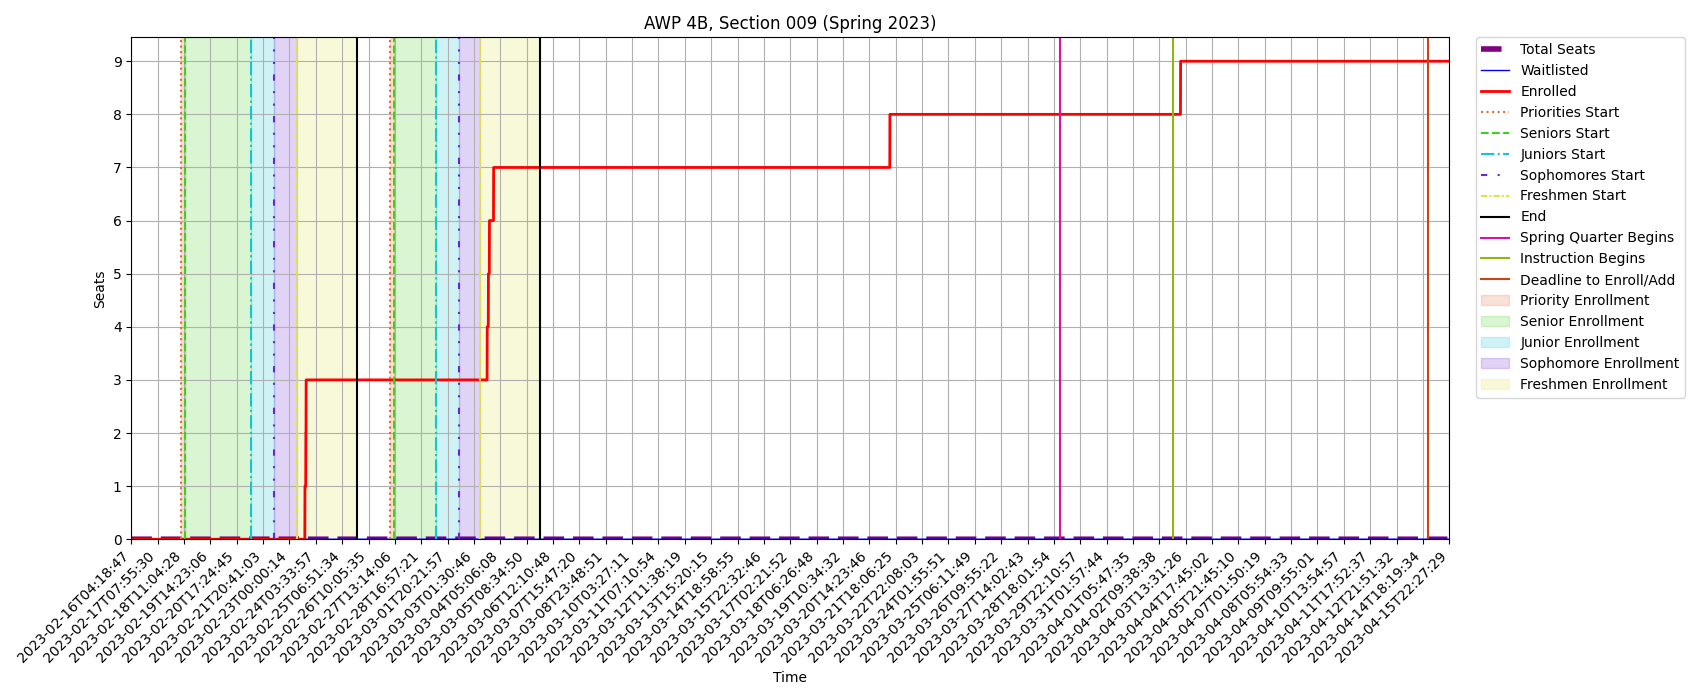 AWP 4B, Section 009 (Spring 2023)
Seats
9
8
7
6
5
4
3
2
1
0
2023-02-16T04:18:47
2023-02-17T07:55:30
2023-02-18T11:04:28
2023-02-19T14:23:06
2023-02-20T17:24:45
2023-02-21T20:41:03
2023-02-23T00:00:14
2023-02-24T03:33:57
2023-02-25T06:51:34
2023-02-26T10:05:35
2023-02-27T13:14:06
2023-02-28T16:57:21
2023-03-01T20:21:57
2023-03-04T01:30:46
2023-03-05T05:06:08
2023-03-05T08:34:50
2023-03-06T12:10:48
2023-03-07T15:47:20
2023-03-08T23:48:51
2023-03-10T03:27:11
2023-03-11T07:10:54
2023-03-12T11:38:19
2023-03-13T15:20:15
2023-03-14T18:58:55
2023-03-15T22:32:46
2023-03-17T02:21:52
2023-03-18T06:26:48
2023-03-19T10:34:32
2023-03-20T14:23:46
2023-03-21T18:06:25
2023-03-22T22:08:03
2023-03-24T01:55:51
2023-03-25T06:11:49
2023-03-26T09:55:22
2023-03-27T14:02:43
2023-03-28T18:01:54
2023-03-29T22:10:57
2023-03-31T01:57:44
2023-04-01T05:47:35
2023-04-02T09:38:38
2023-04-03T13:31:26
2023-04-04T17:45:02
2023-04-05T21:45:10
2023-04-07T01:50:19
2023-04-08T05:54:33
2023-04-09T09:55:01
2023-04-10T13:54:57
2023-04-11T17:52:37
2023-04-12T21:51:32
2023-04-14T18:19:34
2023-04-15T22:27:29
Time
Total Seats
Waitlisted
Enrolled
Priorities Start
Seniors Start
Juniors Start
Sophomores Start
Freshmen Start
End
Spring Quarter Begins
Instruction Begins
Deadline to Enroll/Add
Priority Enrollment
Senior Enrollment
Junior Enrollment
Sophomore Enrollment
Freshmen Enrollment